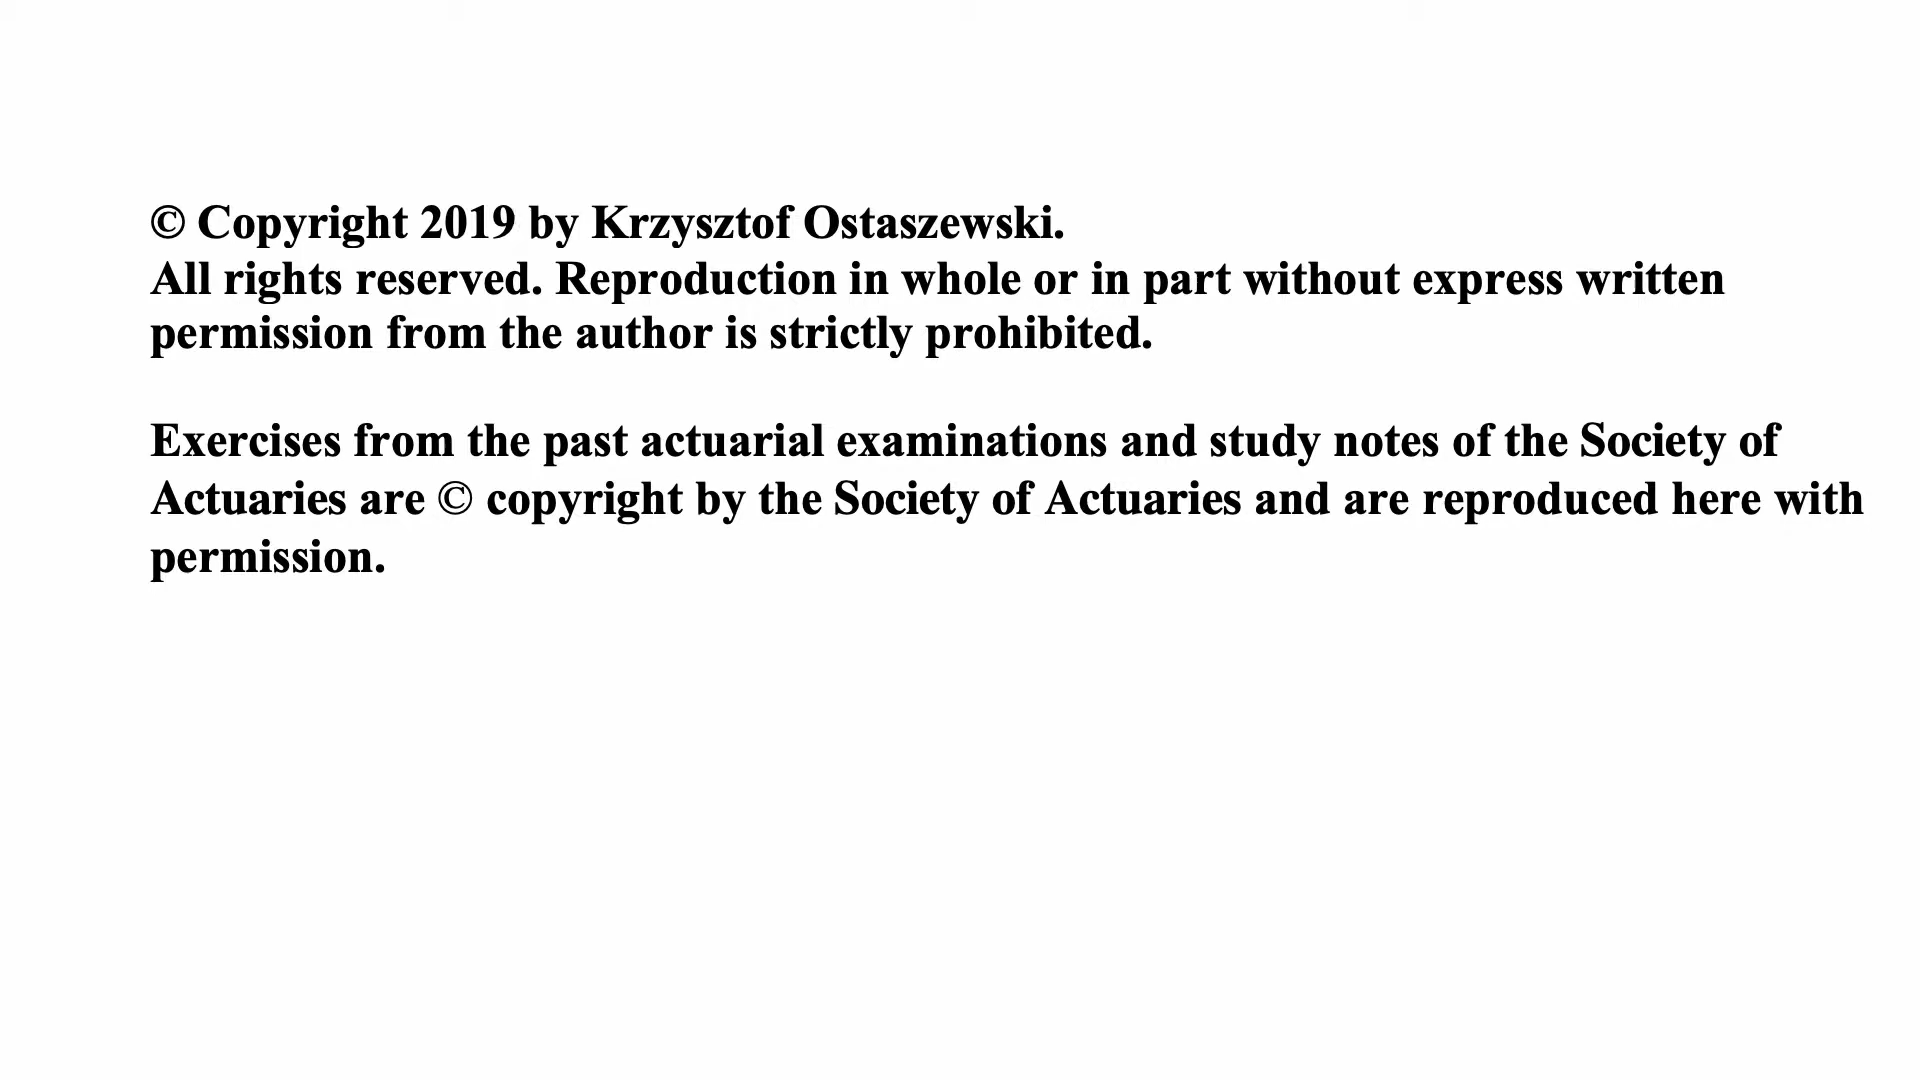 © Copyright 2019 by Krzysztof Ostaszewski.
All rights reserved. Reproduction in whole or in part without express written
permission from the author is strictly prohibited.
Exercises from the past actuarial examinations and study notes of the Society of
Actuaries are © copyright by the Society of Actuaries and are reproduced here with
permission.